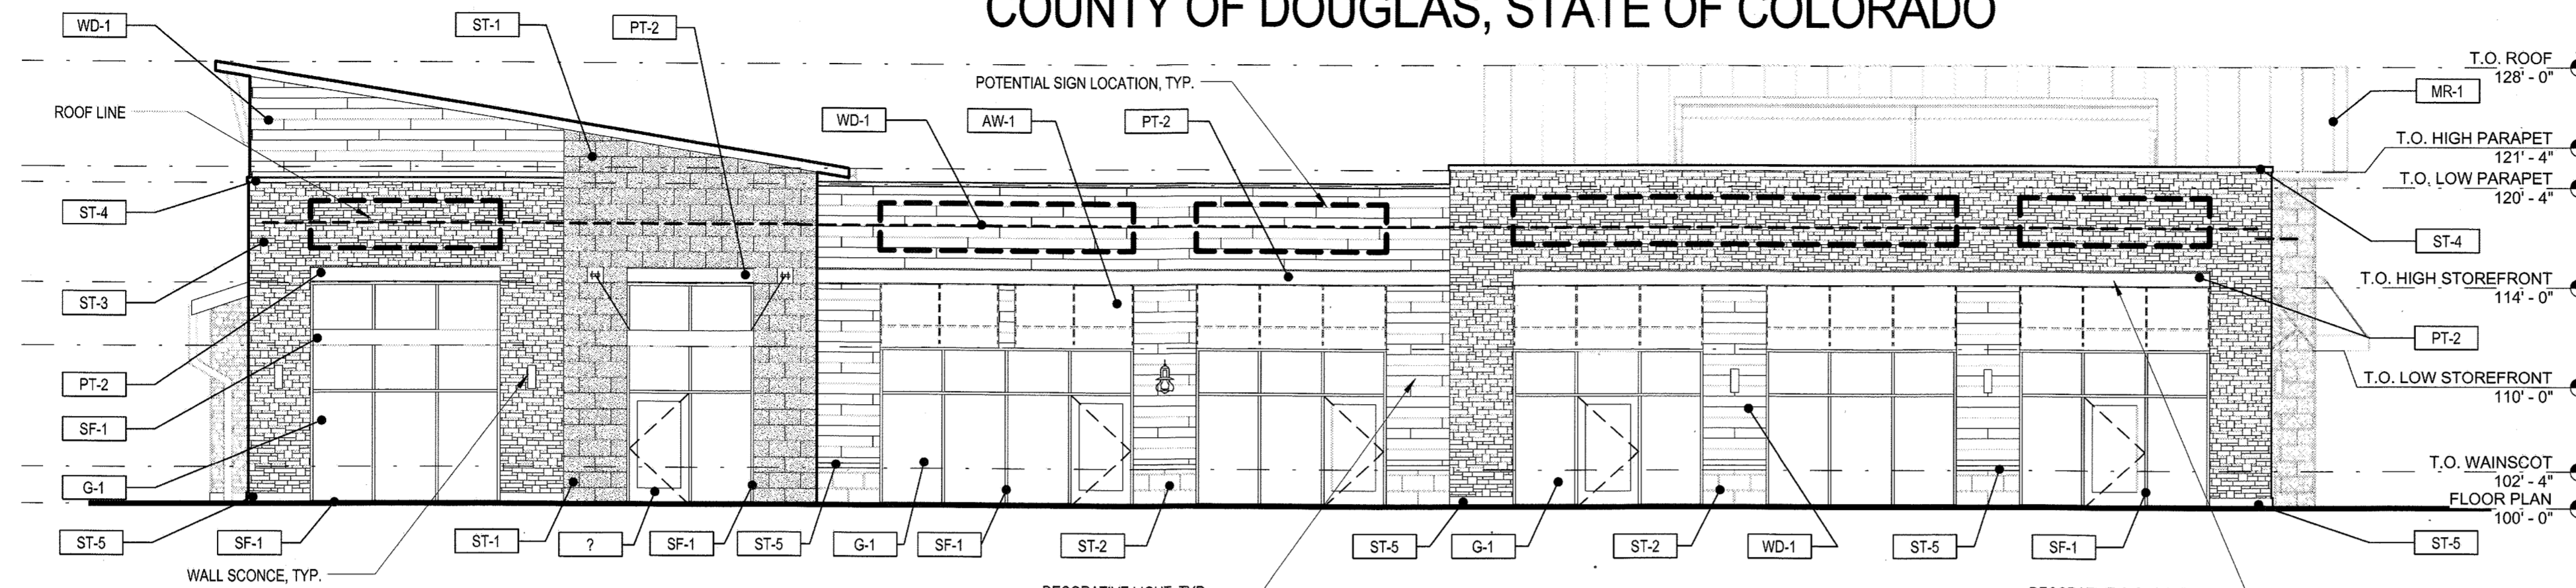 COUNTY OF DOUGLAS, STATE OF COLORADO
WD-1
ST-1
PT-2
POTENTIAL SIGN LOCATION, TYP.
T.O. ROOF
128' - 0"
MR-1
ROOF LINE
WD-1
AW-1
PT-2
T.O. HIGH PARAPET
121' - 4"
T.O. LOW PARAPET
120' - 4"
ST-4
ST-4
ST-3
T.O. HIGH STOREFRONT
114' - 0"
PT-2
PT-2
T.O. LOW STOREFRONT
110' - 0"
SF-1
G-1
T.O. WAINSCOT
102' - 4"
FLOOR PLAN
100' - 0"
ST-5
SF-1
ST-1
?
SF-1
ST-5
G-1
SF-1
ST-2
ST-5
G-1
ST-2
WD-1
ST-5
SF-1
ST-5
WALL SCONCE, TYP.